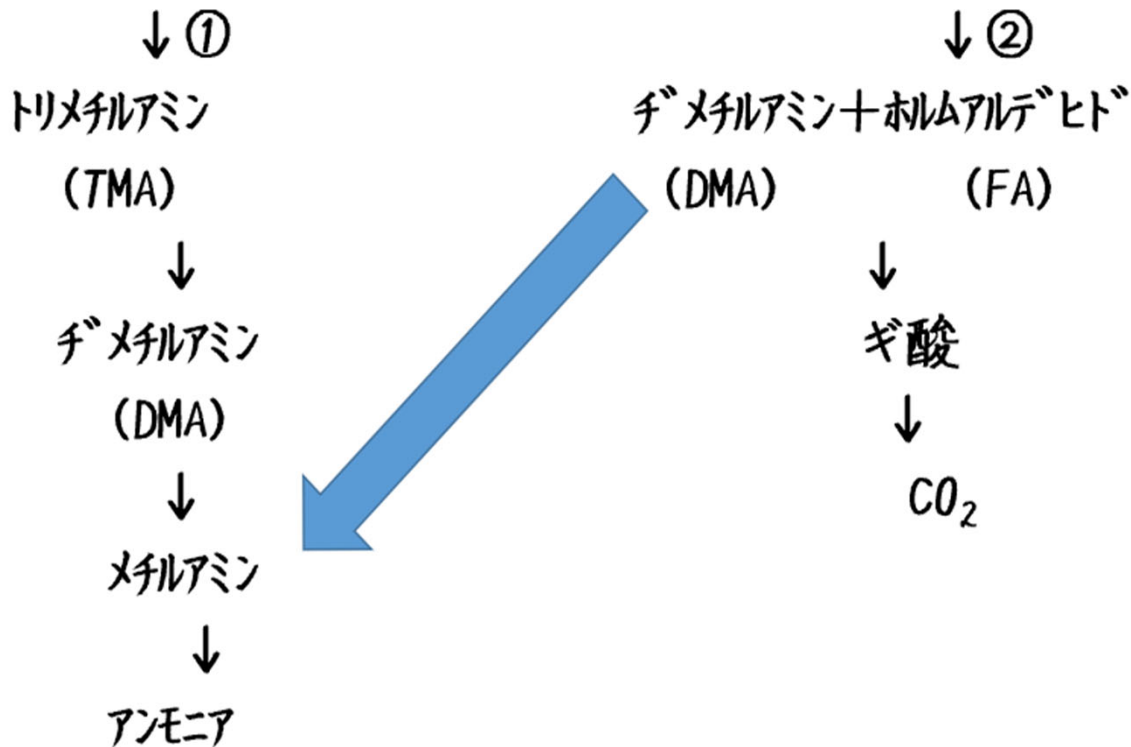 ↓① ↓②
トリメチルアミン ヂメチルアミン+ホルムアルデヒド
(TMA) (DMA) (FA)
↓ ↓
ヂメチルアミン ギ酸
(DMA) ↓
↓ CO₂
メチルアミン
↓
アンモニア